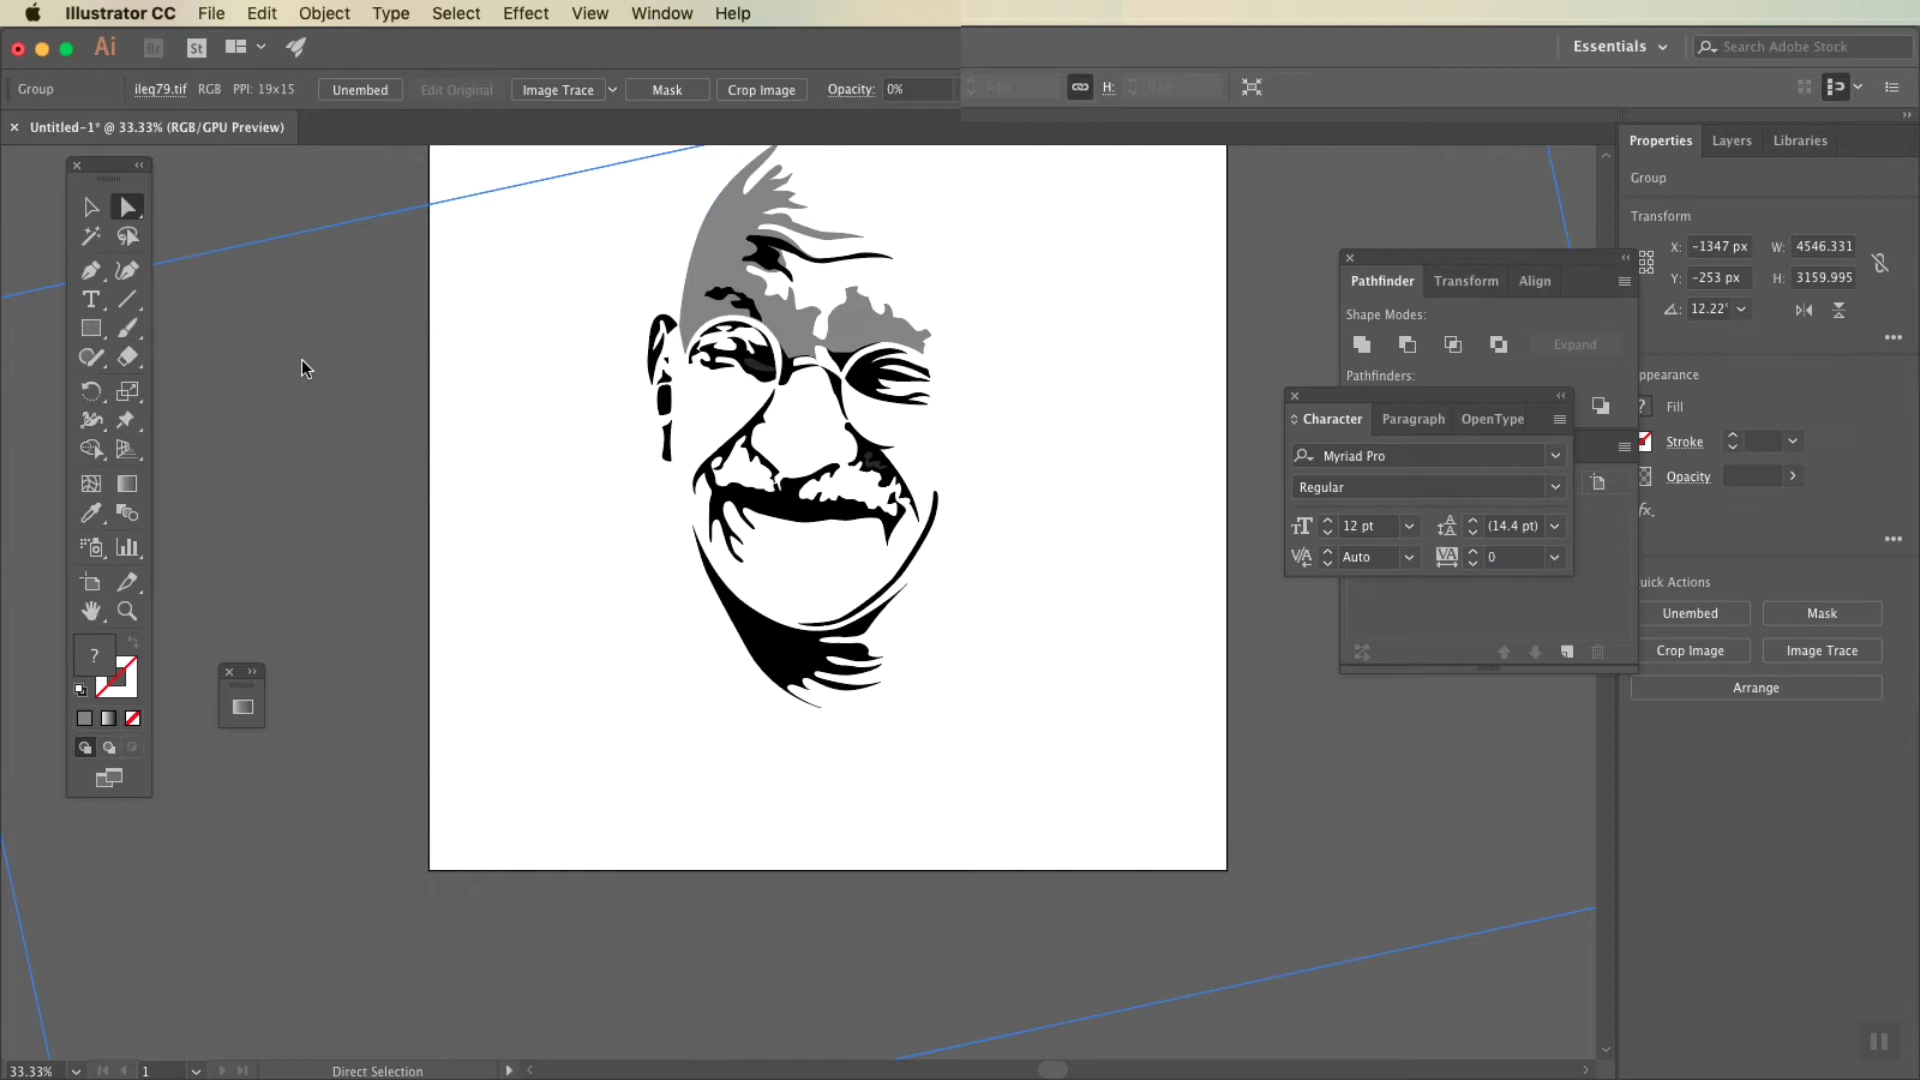 Illustrator CC File Edit Object Type Select Effect View Window Help
Ai Br St Essentials Search Adobe Stock
Group ileq79.tif RGB PPI: 19x15 Unembed Edit Original Image Trace Mask Crop Image Opacity: 0% H:
Untitled-1* @ 33.33% (RGB/GPU Preview)
Properties Layers Libraries
Group
Transform
X: -1347 px W: 4546.331
Y: -253 px H: 3159.995
12.22°
Pathfinder Transform Align
Shape Modes:
Expand
Pathfinders:
ppearance
Fill
Stroke
Opacity
fx.
Character Paragraph OpenType
Myriad Pro
Regular
12 pt (14.4 pt)
Auto 0
uick Actions
Unembed Mask
Crop Image Image Trace
Arrange
?
33.33% 1 Direct Selection